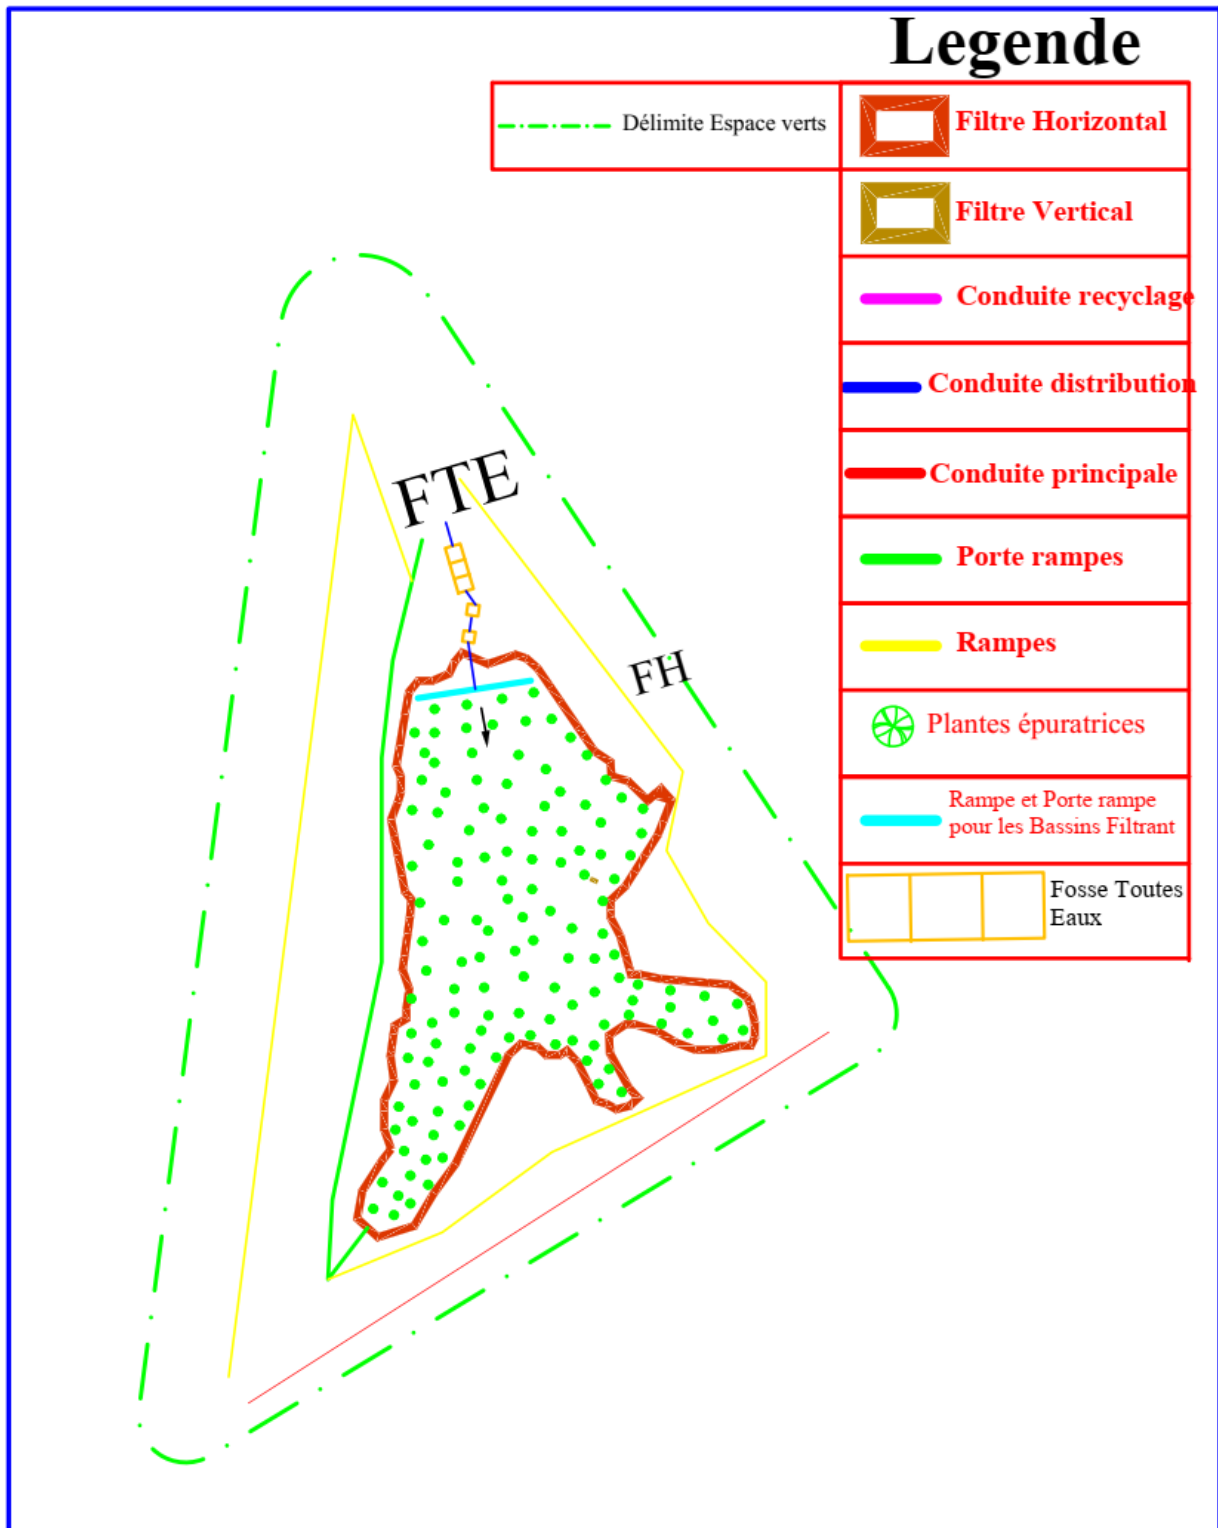 Legende
Délimite Espace verts
Filtre Horizontal
Filtre Vertical
Conduite recyclage
Conduite distribution
Conduite principale
Porte rampes
Rampes
Plantes épuratrices
Rampe et Porte rampe
pour les Bassins Filtrant
Fosse Toutes
Eaux
FTE
FH